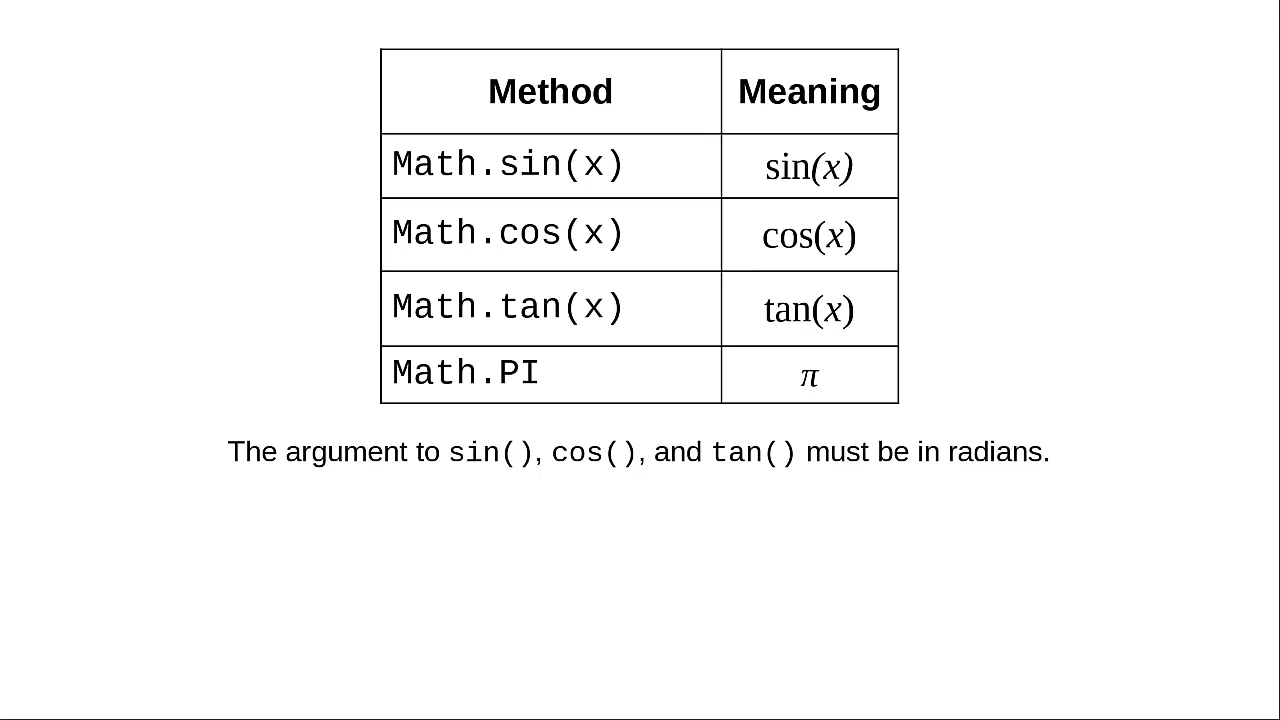 Method Meaning
Math.sin(x) sin(x)
Math.cos(x) cos(x)
Math.tan(x) tan(x)
Math.PI π
The argument to sin(), cos(), and tan() must be in radians.